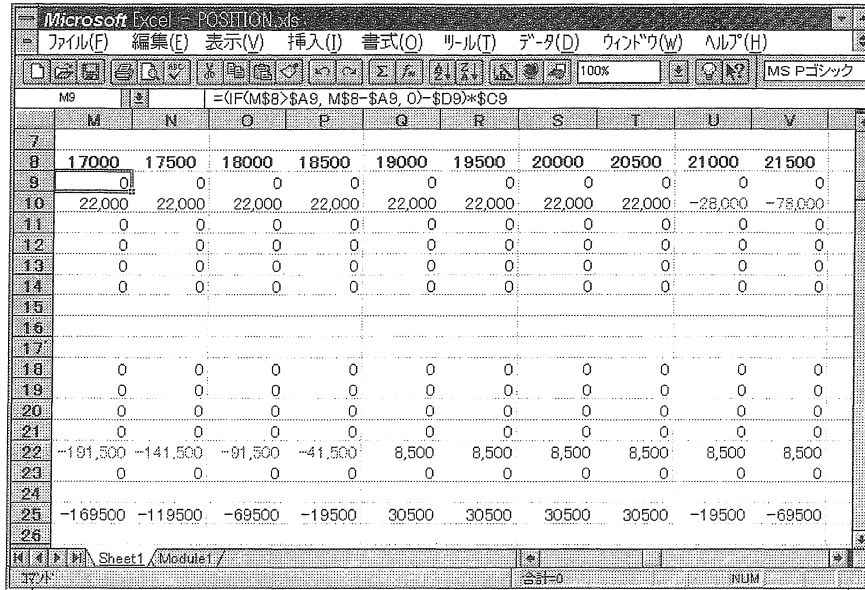 Microsoft Excel - POSITION.xls
ファイル(F) 編集(E) 表示(V) 挿入(I) 書式(O) ツール(T) データ(D) ウィンドウ(W) ヘルプ(H)
100% MS Pゴシック
M9 =(IF(M$8>$A9, M$8-$A9, 0)-$D9)*$C9
M N O P Q R S T U V
7
8 17000 17500 18000 18500 19000 19500 20000 20500 21000 21500
9 0 0 0 0 0 0 0 0 0 0
10 22,000 22,000 22,000 22,000 22,000 22,000 22,000 22,000 -28,000 -78,000
11 0 0 0 0 0 0 0 0 0 0
12 0 0 0 0 0 0 0 0 0 0
13 0 0 0 0 0 0 0 0 0 0
14 0 0 0 0 0 0 0 0 0 0
15
16
17
18 0 0 0 0 0 0 0 0 0 0
19 0 0 0 0 0 0 0 0 0 0
20 0 0 0 0 0 0 0 0 0 0
21 0 0 0 0 0 0 0 0 0 0
22 -191,500 -141,500 -91,500 -41,500 8,500 8,500 8,500 8,500 8,500 8,500
23 0 0 0 0 0 0 0 0 0 0
24
25 -169500 -119500 -69500 -19500 30500 30500 30500 30500 -19500 -69500
26
Sheet1 Module1
コマンド 合計=0 NUM